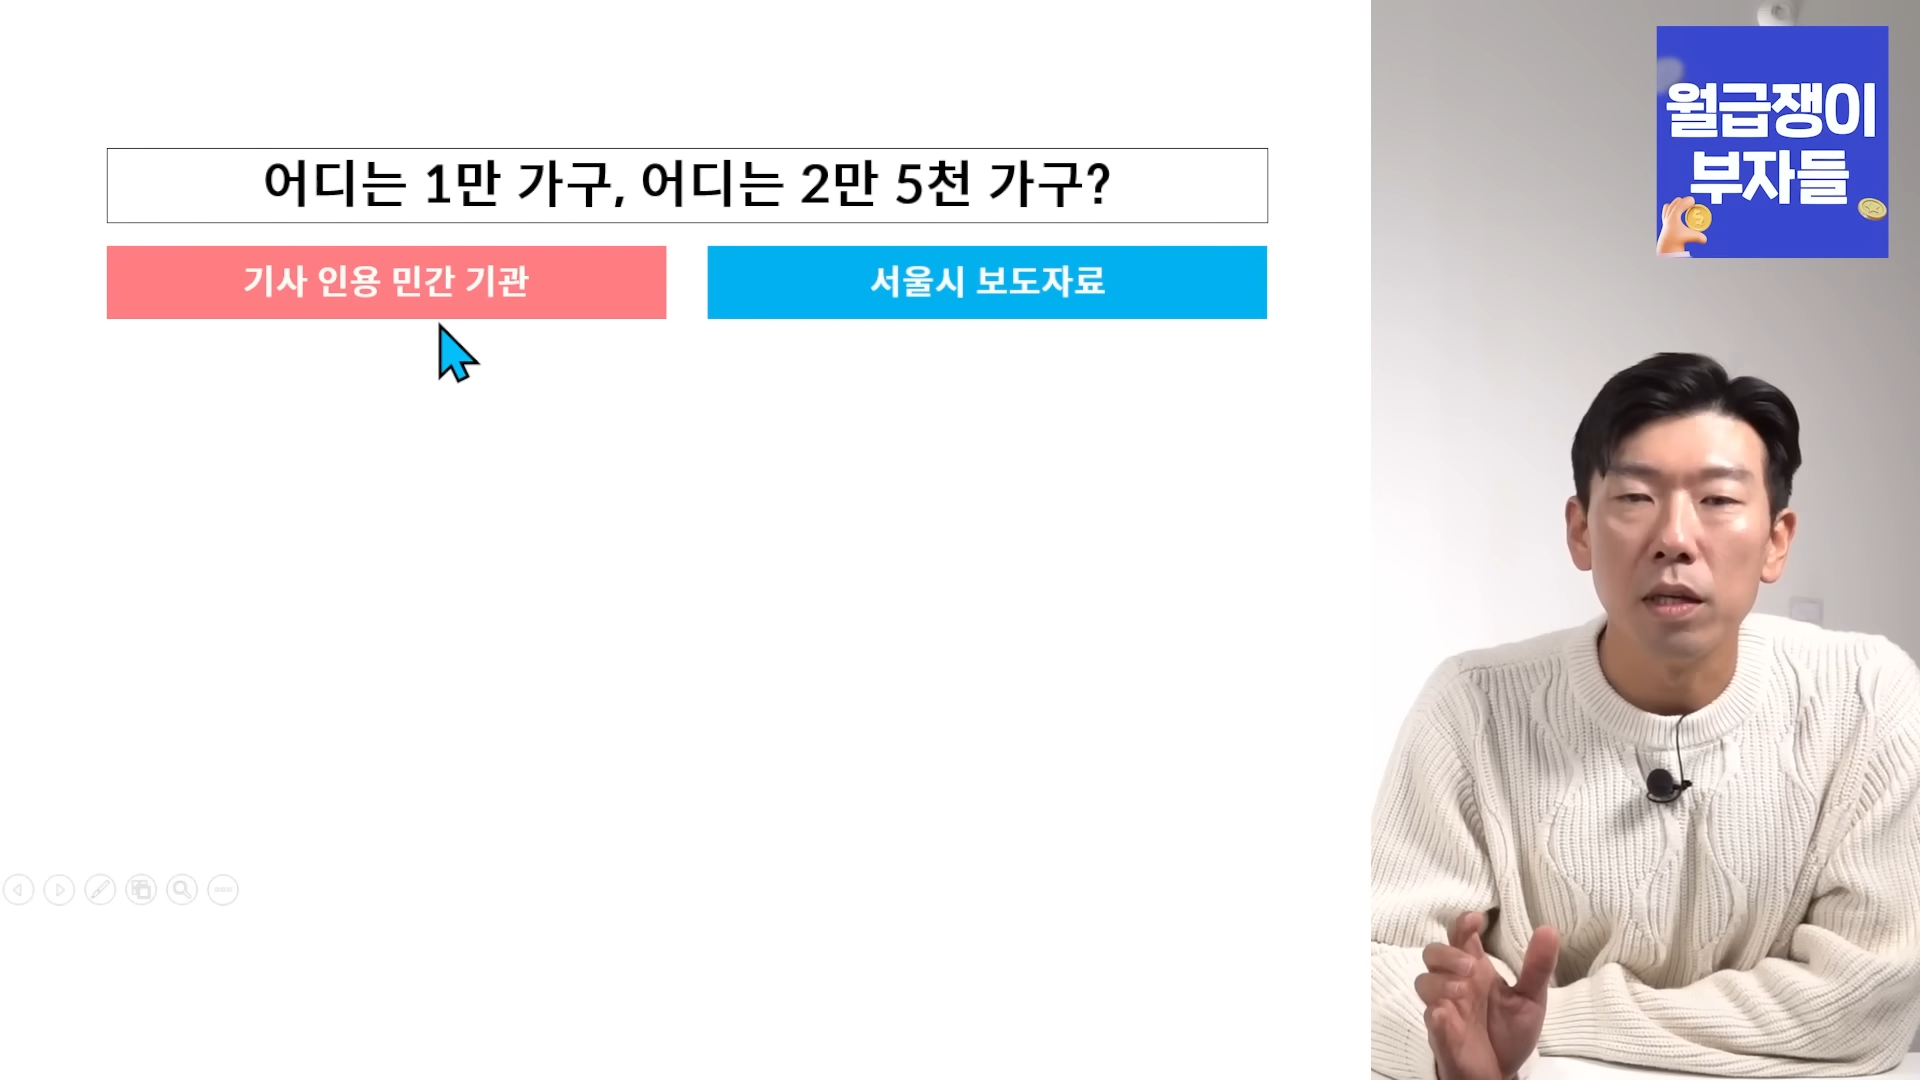 어디는 1만 가구, 어디는 2만 5천 가구?
기사 인용 민간 기관
서울시 보도자료
월급쟁이
부자들